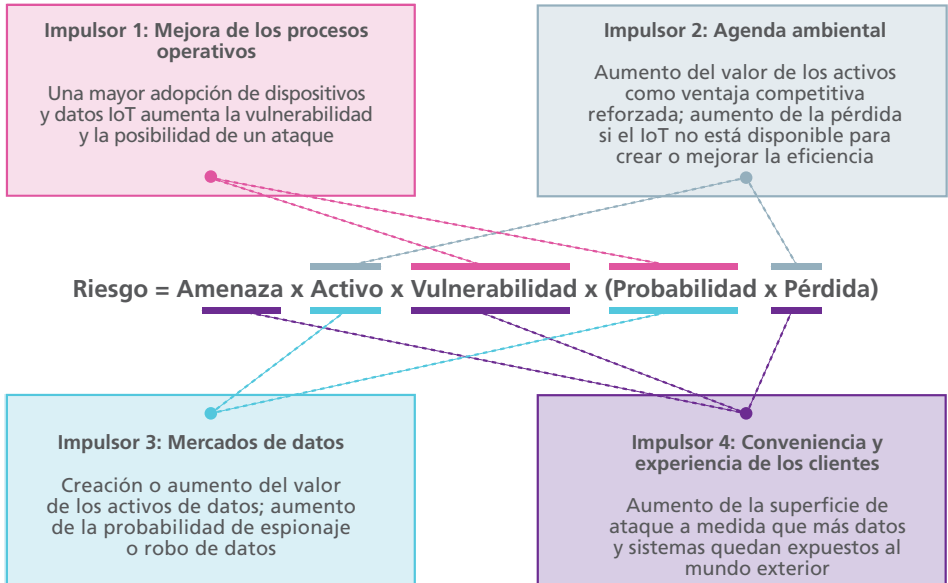 Impulsor 1: Mejora de los procesos
operativos
Una mayor adopción de dispositivos
y datos IoT aumenta la vulnerabilidad
y la posibilidad de un ataque
Impulsor 2: Agenda ambiental
Aumento del valor de los activos
como ventaja competitiva
reforzada; aumento de la pérdida
si el IoT no está disponible para
crear o mejorar la eficiencia
Riesgo = Amenaza x Activo x Vulnerabilidad x (Probabilidad x Pérdida)
Impulsor 3: Mercados de datos
Creación o aumento del valor
de los activos de datos; aumento
de la probabilidad de espionaje
o robo de datos
Impulsor 4: Conveniencia y
experiencia de los clientes
Aumento de la superficie de
ataque a medida que más datos
y sistemas quedan expuestos al
mundo exterior